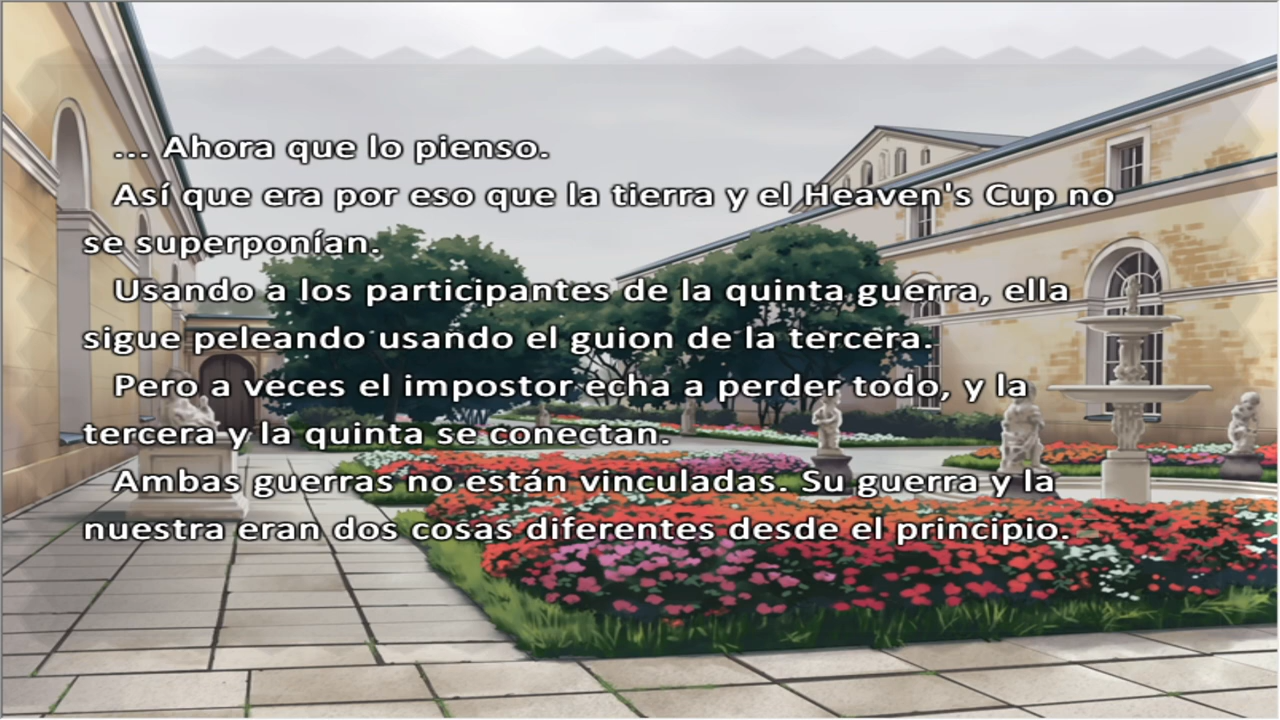 ... Ahora que lo pienso.
Así que era por eso que la tierra y el Heaven's Cup no
se superponían.
Usando a los participantes de la quinta guerra, ella
sigue peleando usando el guion de la tercera.
Pero a veces el impostor echa a perder todo, y la
tercera y la quinta se conectan.
Ambas guerras no están vinculadas. Su guerra y la
nuestra eran dos cosas diferentes desde el principio.